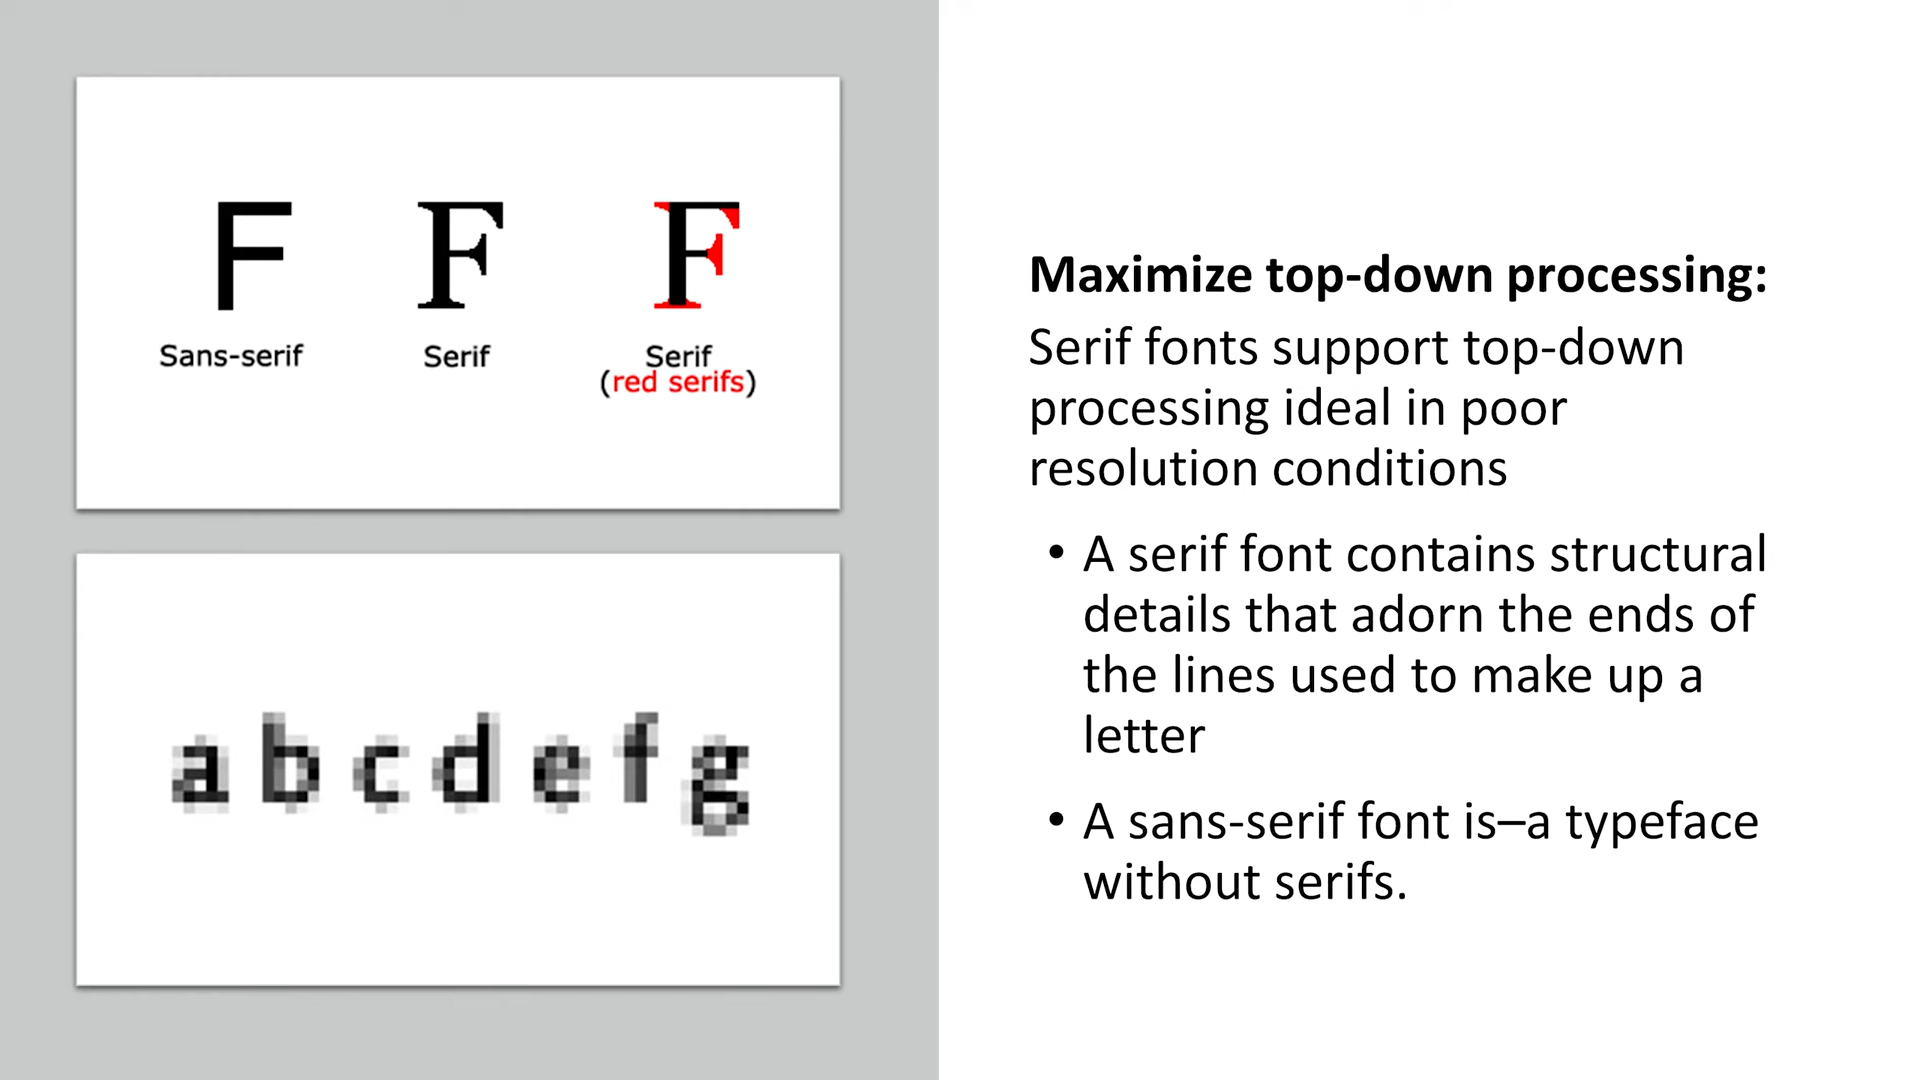 F F F
Sans-serif Serif Serif
(red serifs)
a b c d e f g
Maximize top-down processing:
Serif fonts support top-down
processing ideal in poor
resolution conditions
• A serif font contains structural
details that adorn the ends of
the lines used to make up a
letter
• A sans-serif font is–a typeface
without serifs.